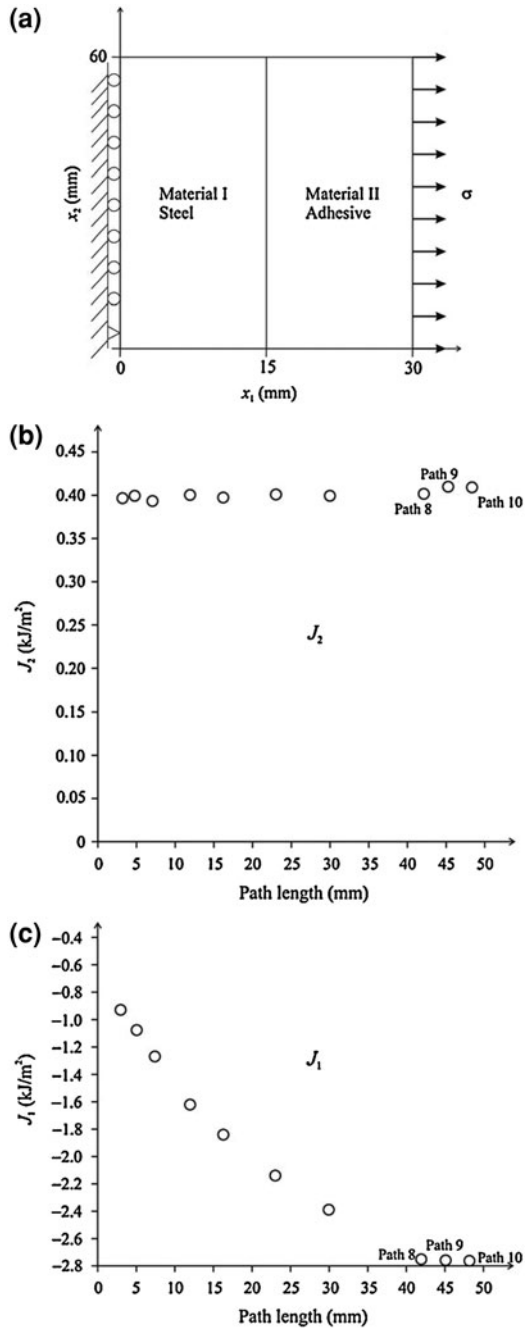 (a)
60
x₂ (mm)
Material I
Steel
Material II
Adhesive
σ
0
15
30
x₁ (mm)
(b)
0.45
0.40
0.35
0.30
0.25
0.20
0.15
0.10
0.05
0
J₂ (kJ/m²)
Path 9
Path 8
Path 10
J₂
0 5 10 15 20 25 30 35 40 45 50
Path length (mm)
(c)
−0.4
−0.6
−0.8
−1.0
−1.2
−1.4
−1.6
−1.8
−2.0
−2.2
−2.4
−2.6
−2.8
J₁ (kJ/m²)
J₁
Path 9
Path 8
Path 10
0 5 10 15 20 25 30 35 40 45 50
Path length (mm)